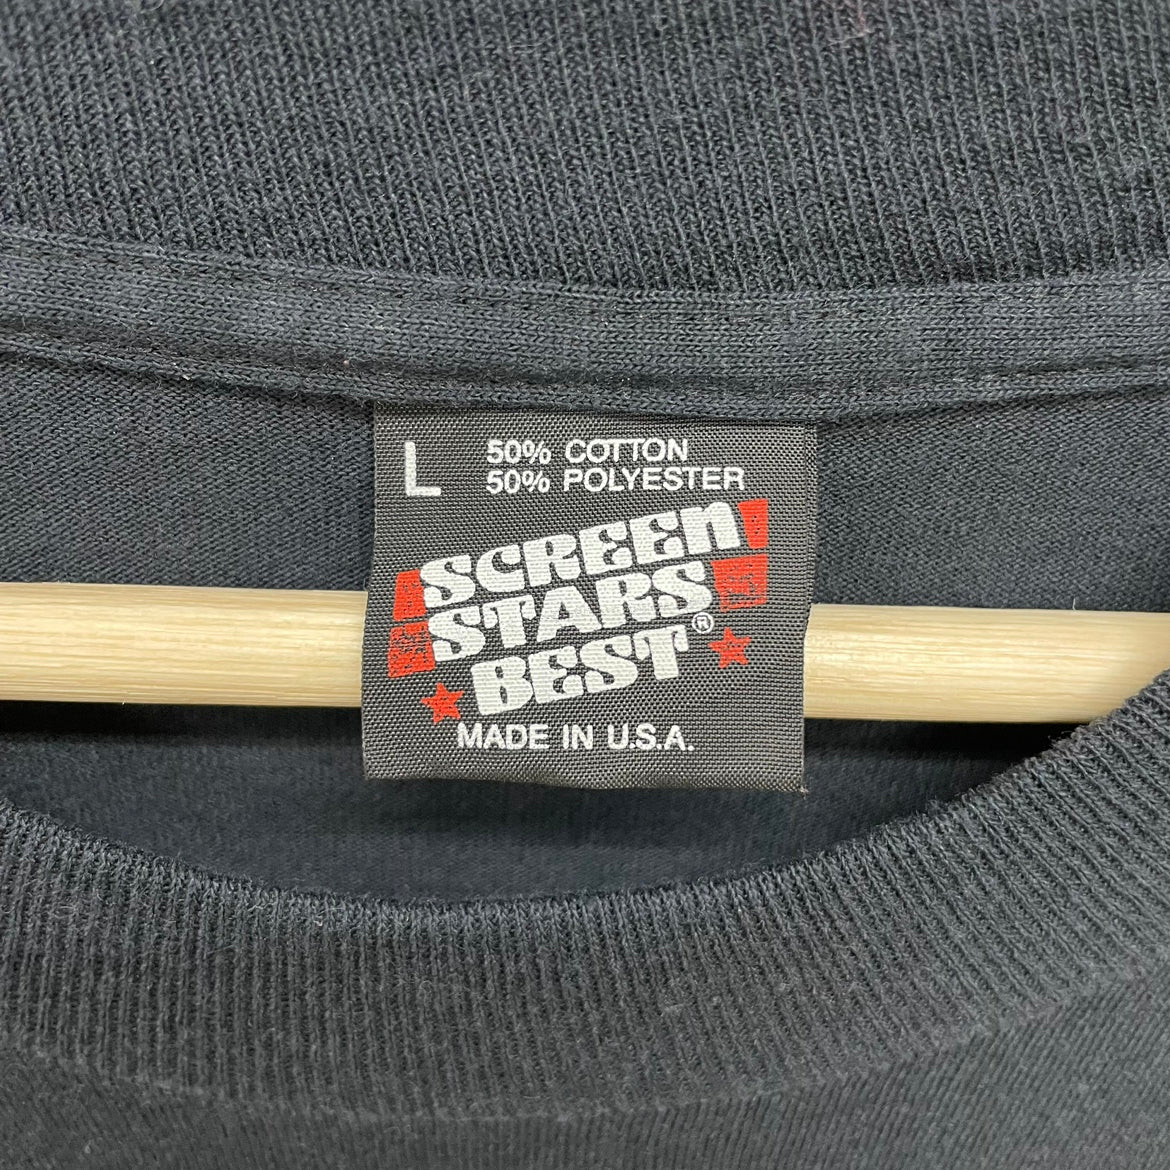 L
50% COTTON
50% POLYESTER
SCREEn
STARS
BEST®
MADE IN U.S.A.